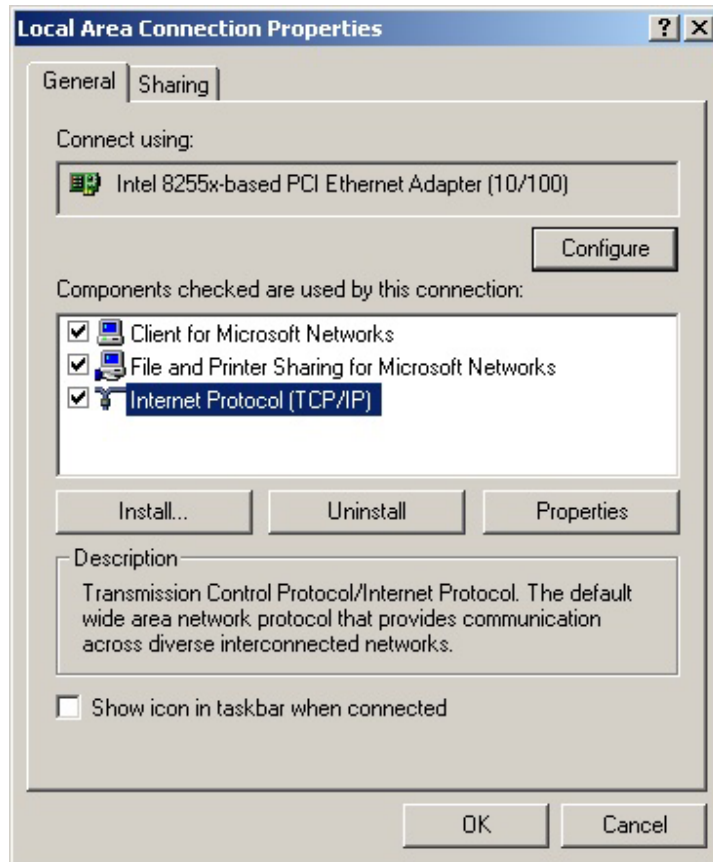 Local Area Connection Properties
?
General
Sharing
Connect using:
Intel 8255x-based PCI Ethernet Adapter (10/100)
Configure
Components checked are used by this connection:
Client for Microsoft Networks
File and Printer Sharing for Microsoft Networks
Internet Protocol (TCP/IP)
Install...
Uninstall
Properties
Description
Transmission Control Protocol/Internet Protocol. The default
wide area network protocol that provides communication
across diverse interconnected networks.
Show icon in taskbar when connected
OK
Cancel